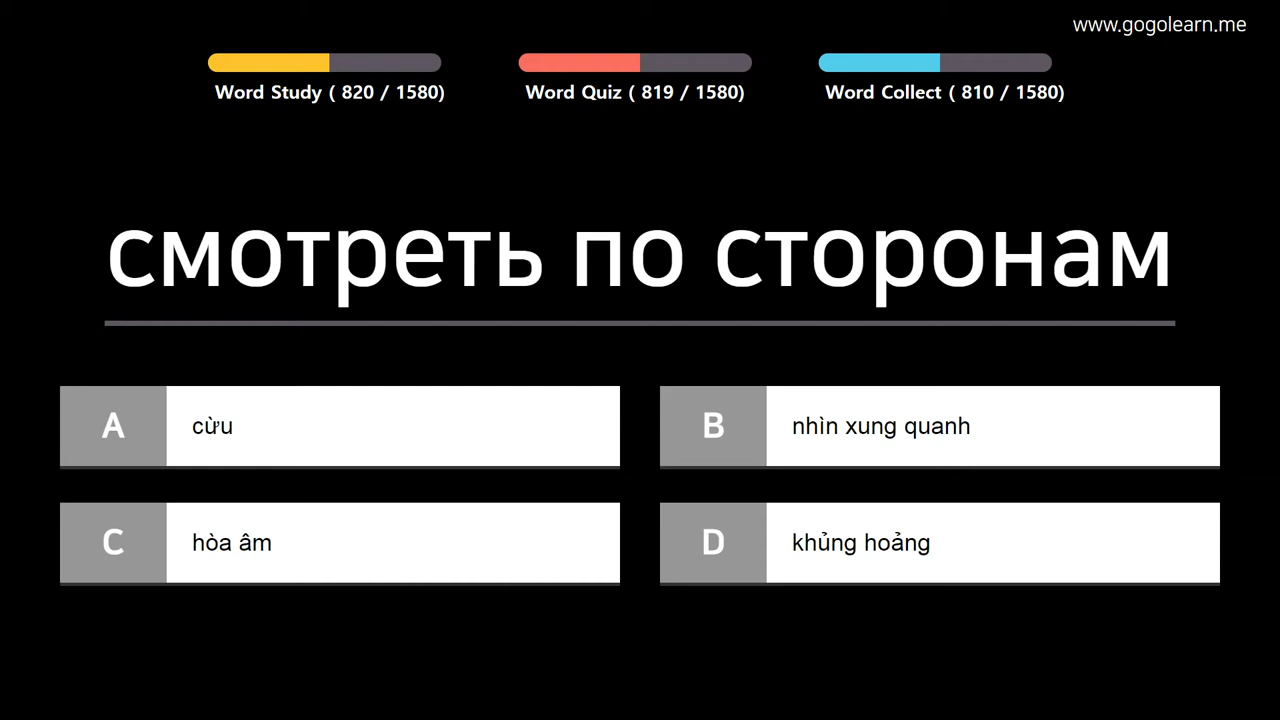 www.gogolearn.me
Word Study ( 820 / 1580)
Word Quiz ( 819 / 1580)
Word Collect ( 810 / 1580)
смотреть по сторонам
A
cừu
B
nhìn xung quanh
C
hòa âm
D
khủng hoảng